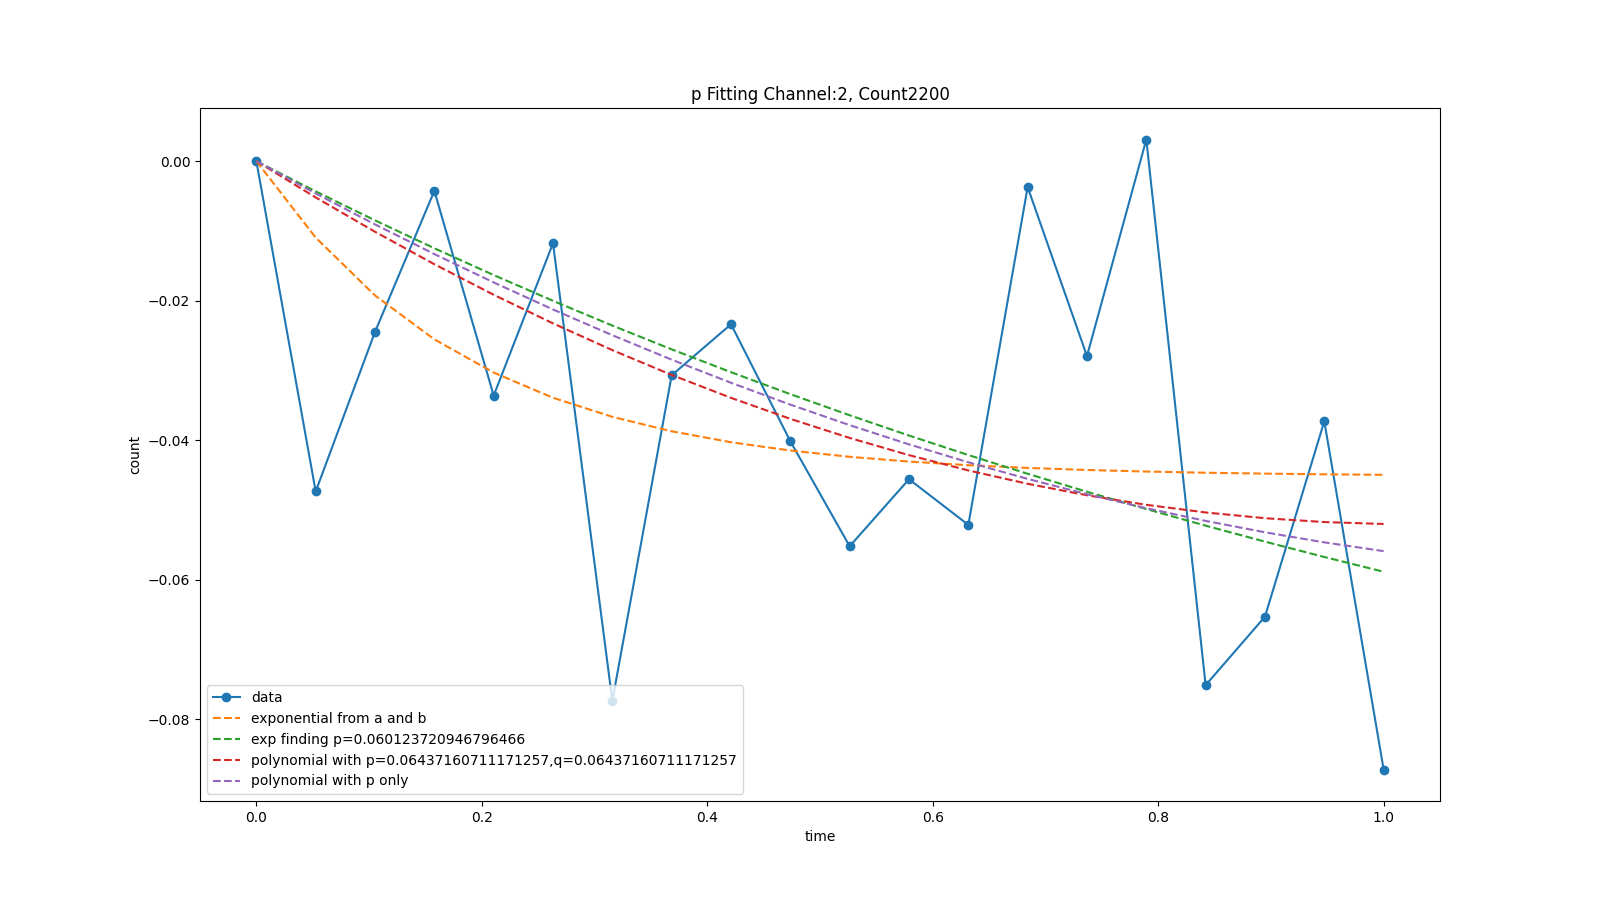 p Fitting Channel:2, Count2200
0.00
−0.02
−0.04
−0.06
−0.08
count
data
exponential from a and b
exp finding p=0.060123720946796466
polynomial with p=0.06437160711171257,q=0.06437160711171257
polynomial with p only
0.0 0.2 0.4 0.6 0.8 1.0
time